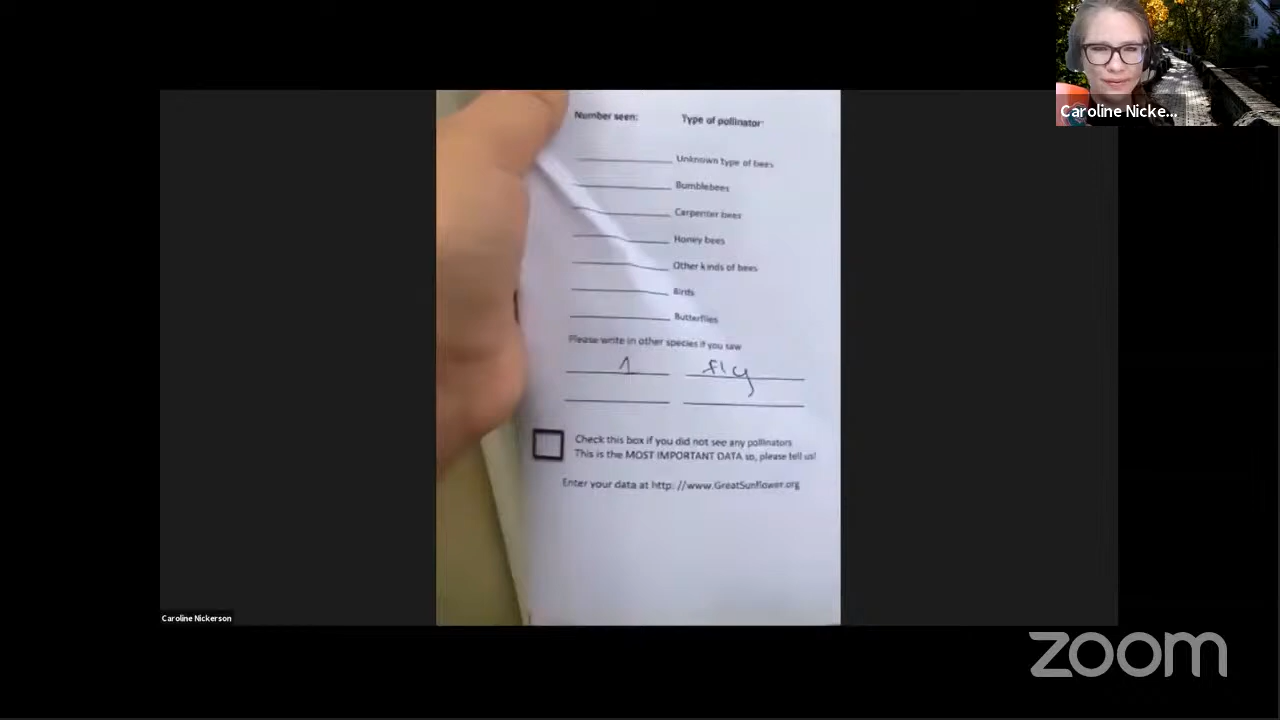 Caroline Nicke...
Number seen: Type of pollinator:
Unknown type of bees
Bumblebees
Carpenter bees
Honey bees
Other kinds of bees
Birds
Butterflies
Please write in other species if you saw
1 fly
Check this box if you did not see any pollinators
This is the MOST IMPORTANT DATA so, please tell us!
Enter your data at http: //www.GreatSunflower.org
Caroline Nickerson
zoom